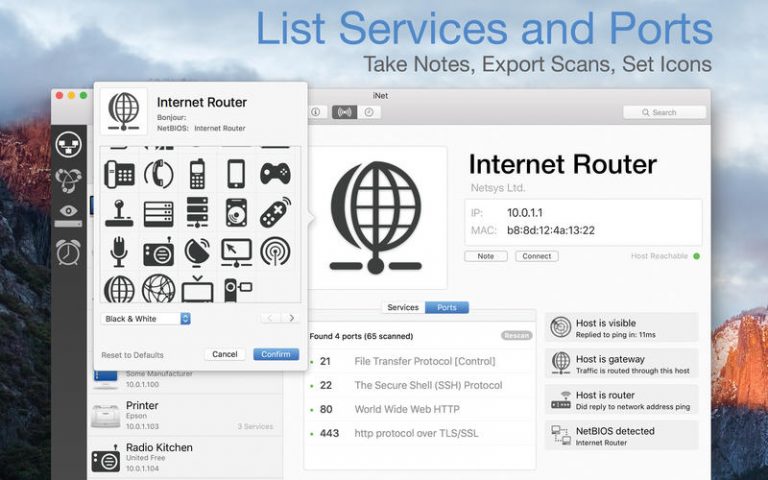 List Services and Ports
Take Notes, Export Scans, Set Icons
iNet
Search
Internet Router
Bonjour:
NetBIOS: Internet Router
Black & White
Reset to Defaults
Cancel
Confirm
Some Manufacturer
10.0.1.100
Printer
Epson
10.0.1.103
3 Services
Radio Kitchen
United Free
10.0.1.104
Internet Router
Netsys Ltd.
IP: 10.0.1.1
MAC: b8:8d:12:4a:13:22
Note
Connect
Host Reachable
Services
Ports
Found 4 ports (65 scanned)
Rescan
21 File Transfer Protocol [Control]
22 The Secure Shell (SSH) Protocol
80 World Wide Web HTTP
443 http protocol over TLS/SSL
Host is visible
Replied to ping in: 11ms
Host is gateway
Traffic is routed through this host
Host is router
Did reply to network address ping
NetBIOS detected
Internet Router